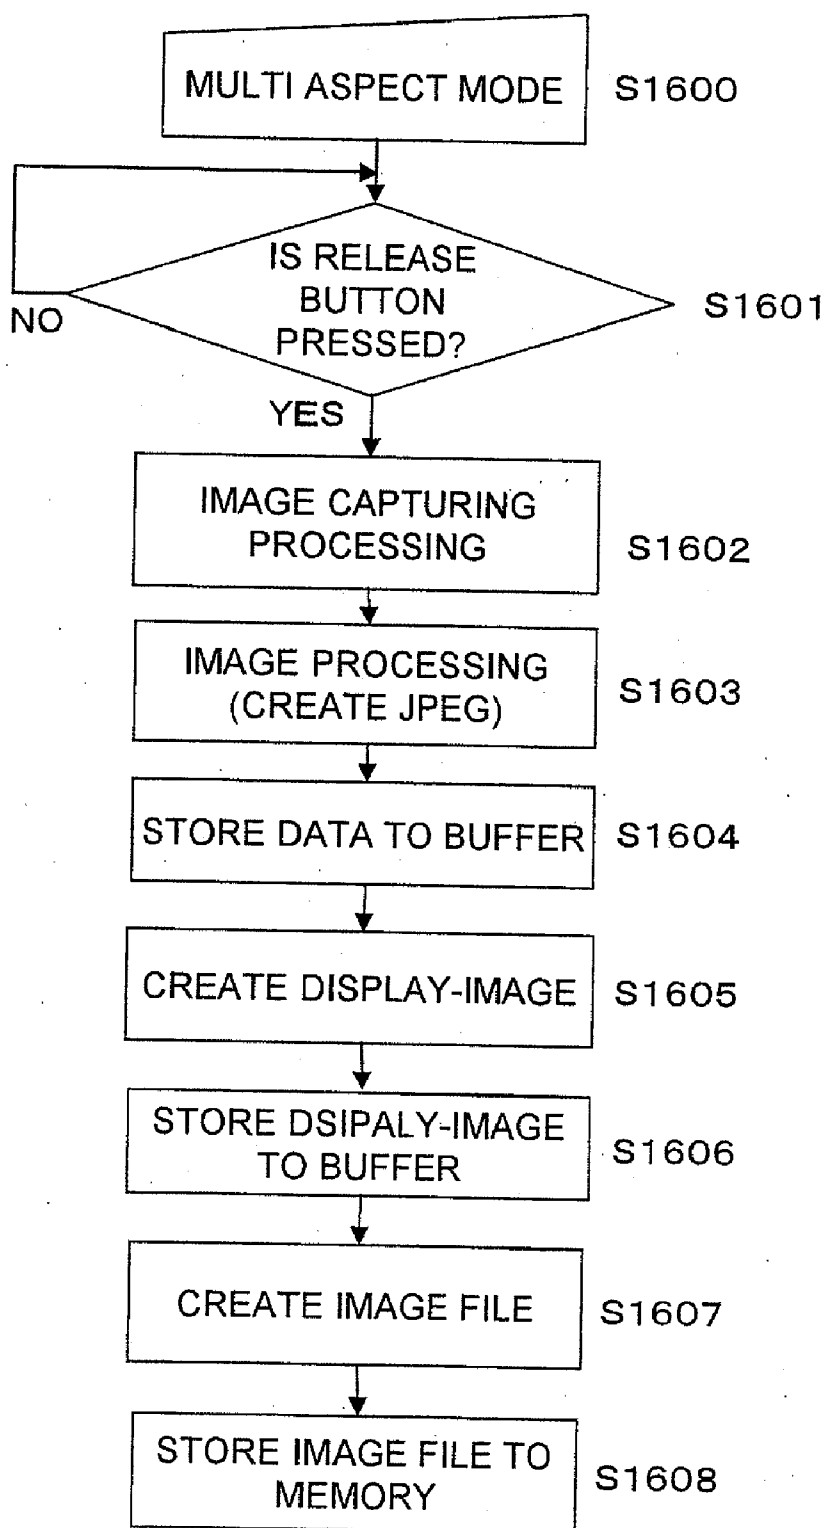 MULTI ASPECT MODE S1600
IS RELEASE
BUTTON
PRESSED?
S1601
NO
YES
IMAGE CAPTURING
PROCESSING
S1602
IMAGE PROCESSING
(CREATE JPEG)
S1603
STORE DATA TO BUFFER S1604
CREATE DISPLAY-IMAGE S1605
STORE DSIPALY-IMAGE
TO BUFFER
S1606
CREATE IMAGE FILE S1607
STORE IMAGE FILE TO
MEMORY
S1608